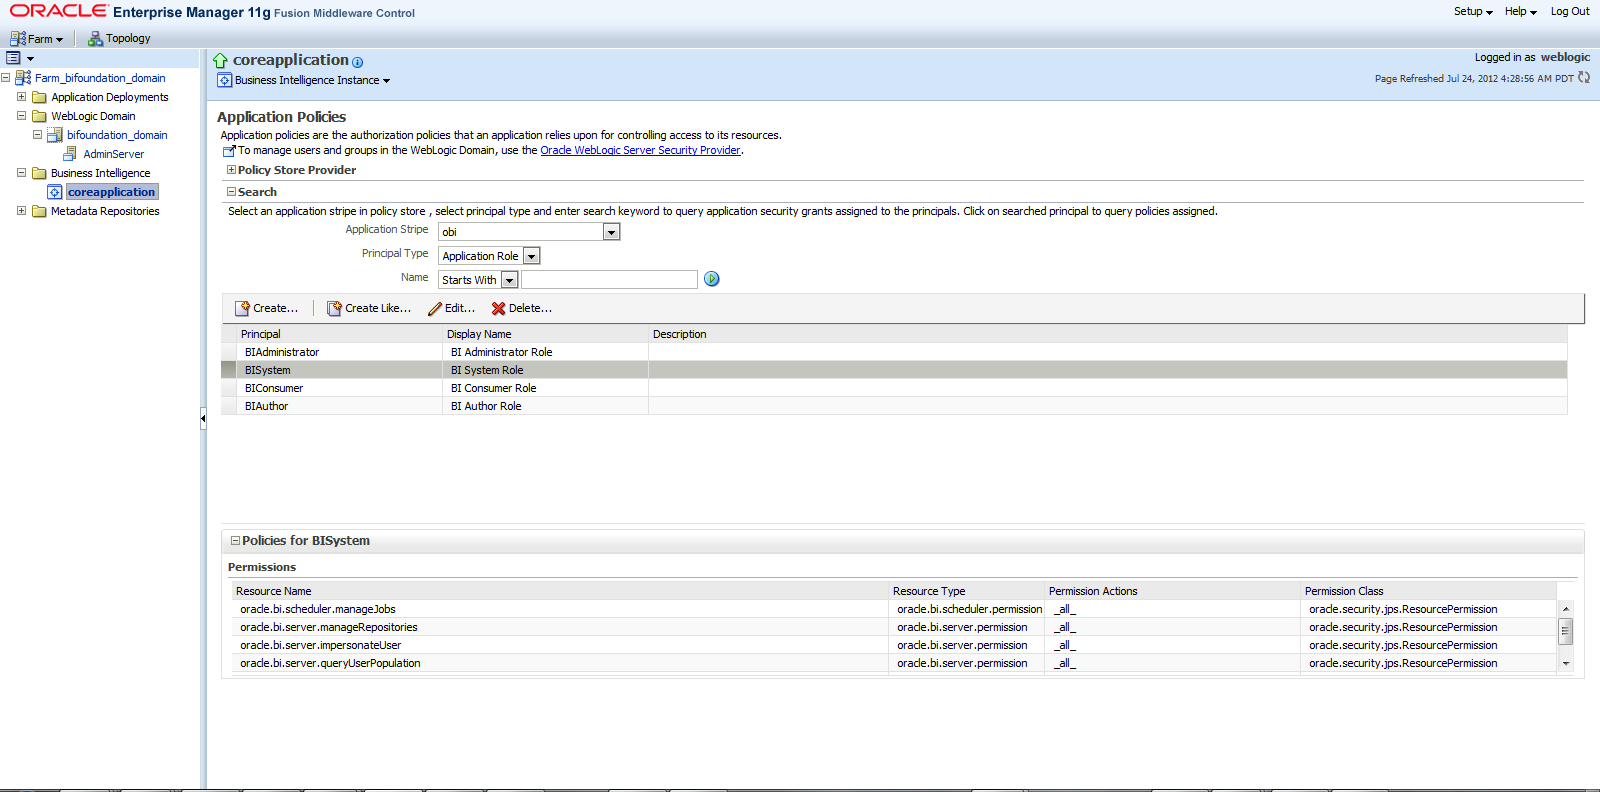 ORACLE Enterprise Manager 11g Fusion Middleware Control
Setup Help Log Out
Farm Topology
Farm_bifoundation_domain
Application Deployments
WebLogic Domain
bifoundation_domain
AdminServer
Business Intelligence
coreapplication
Metadata Repositories
coreapplication
Logged in as weblogic
Business Intelligence Instance
Page Refreshed Jul 24, 2012 4:28:56 AM PDT
Application Policies
Application policies are the authorization policies that an application relies upon for controlling access to its resources.
To manage users and groups in the WebLogic Domain, use the Oracle WebLogic Server Security Provider.
Policy Store Provider
Search
Select an application stripe in policy store , select principal type and enter search keyword to query application security grants assigned to the principals. Click on searched principal to query policies assigned.
Application Stripe obi
Principal Type Application Role
Name Starts With
Create... Create Like... Edit... Delete...
Principal Display Name Description
BIAdministrator BI Administrator Role
BISystem BI System Role
BIConsumer BI Consumer Role
BIAuthor BI Author Role
Policies for BISystem
Permissions
Resource Name Resource Type Permission Actions Permission Class
oracle.bi.scheduler.manageJobs oracle.bi.scheduler.permission _all_ oracle.security.jps.ResourcePermission
oracle.bi.server.manageRepositories oracle.bi.server.permission _all_ oracle.security.jps.ResourcePermission
oracle.bi.server.impersonateUser oracle.bi.server.permission _all_ oracle.security.jps.ResourcePermission
oracle.bi.server.queryUserPopulation oracle.bi.server.permission _all_ oracle.security.jps.ResourcePermission